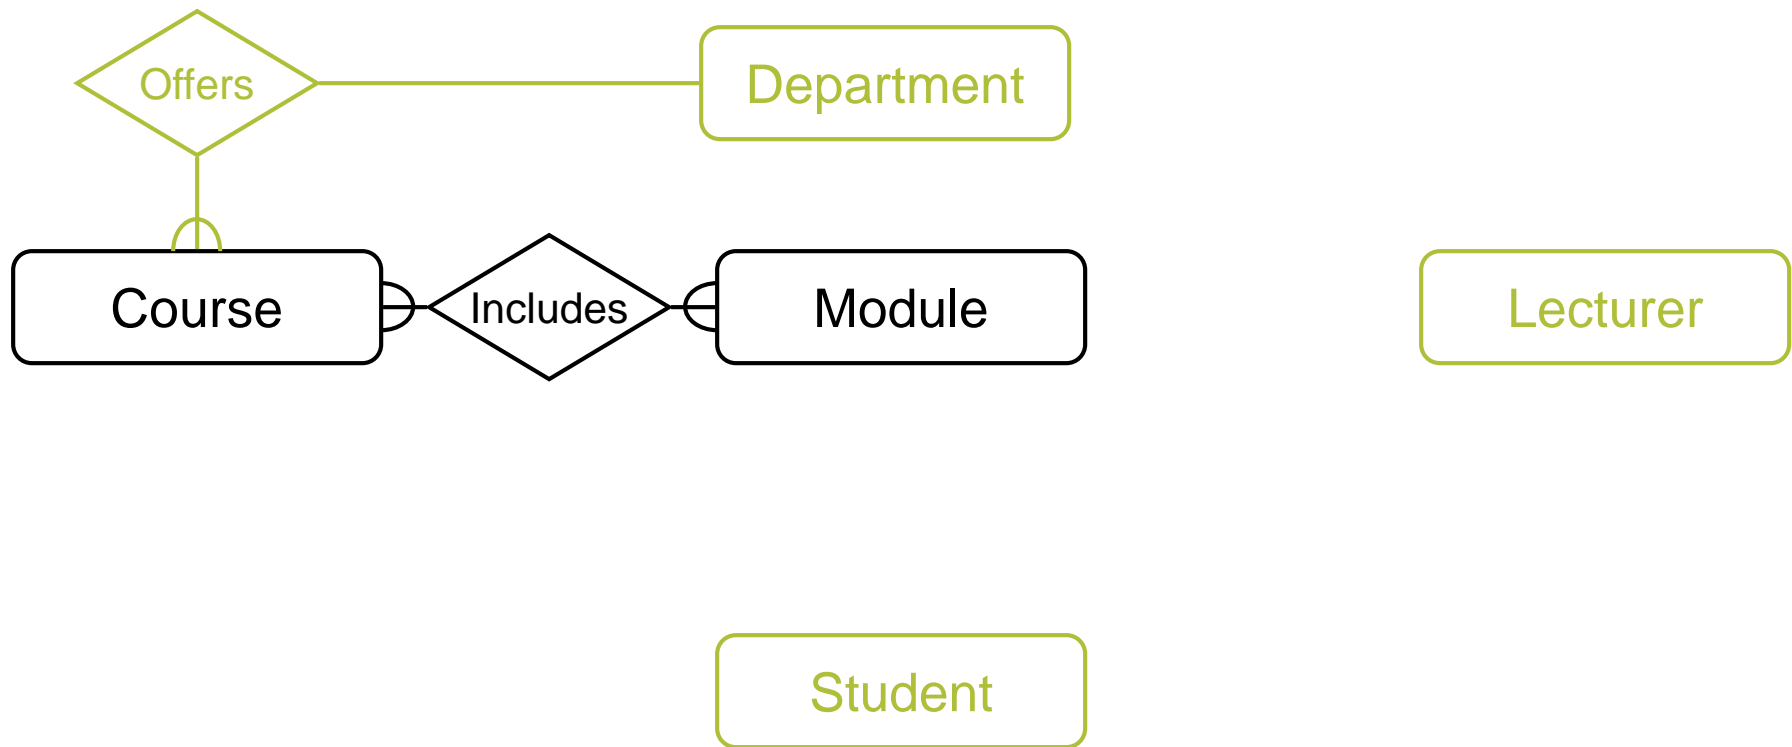 Offers
Department
Course
Includes
Module
Lecturer
Student